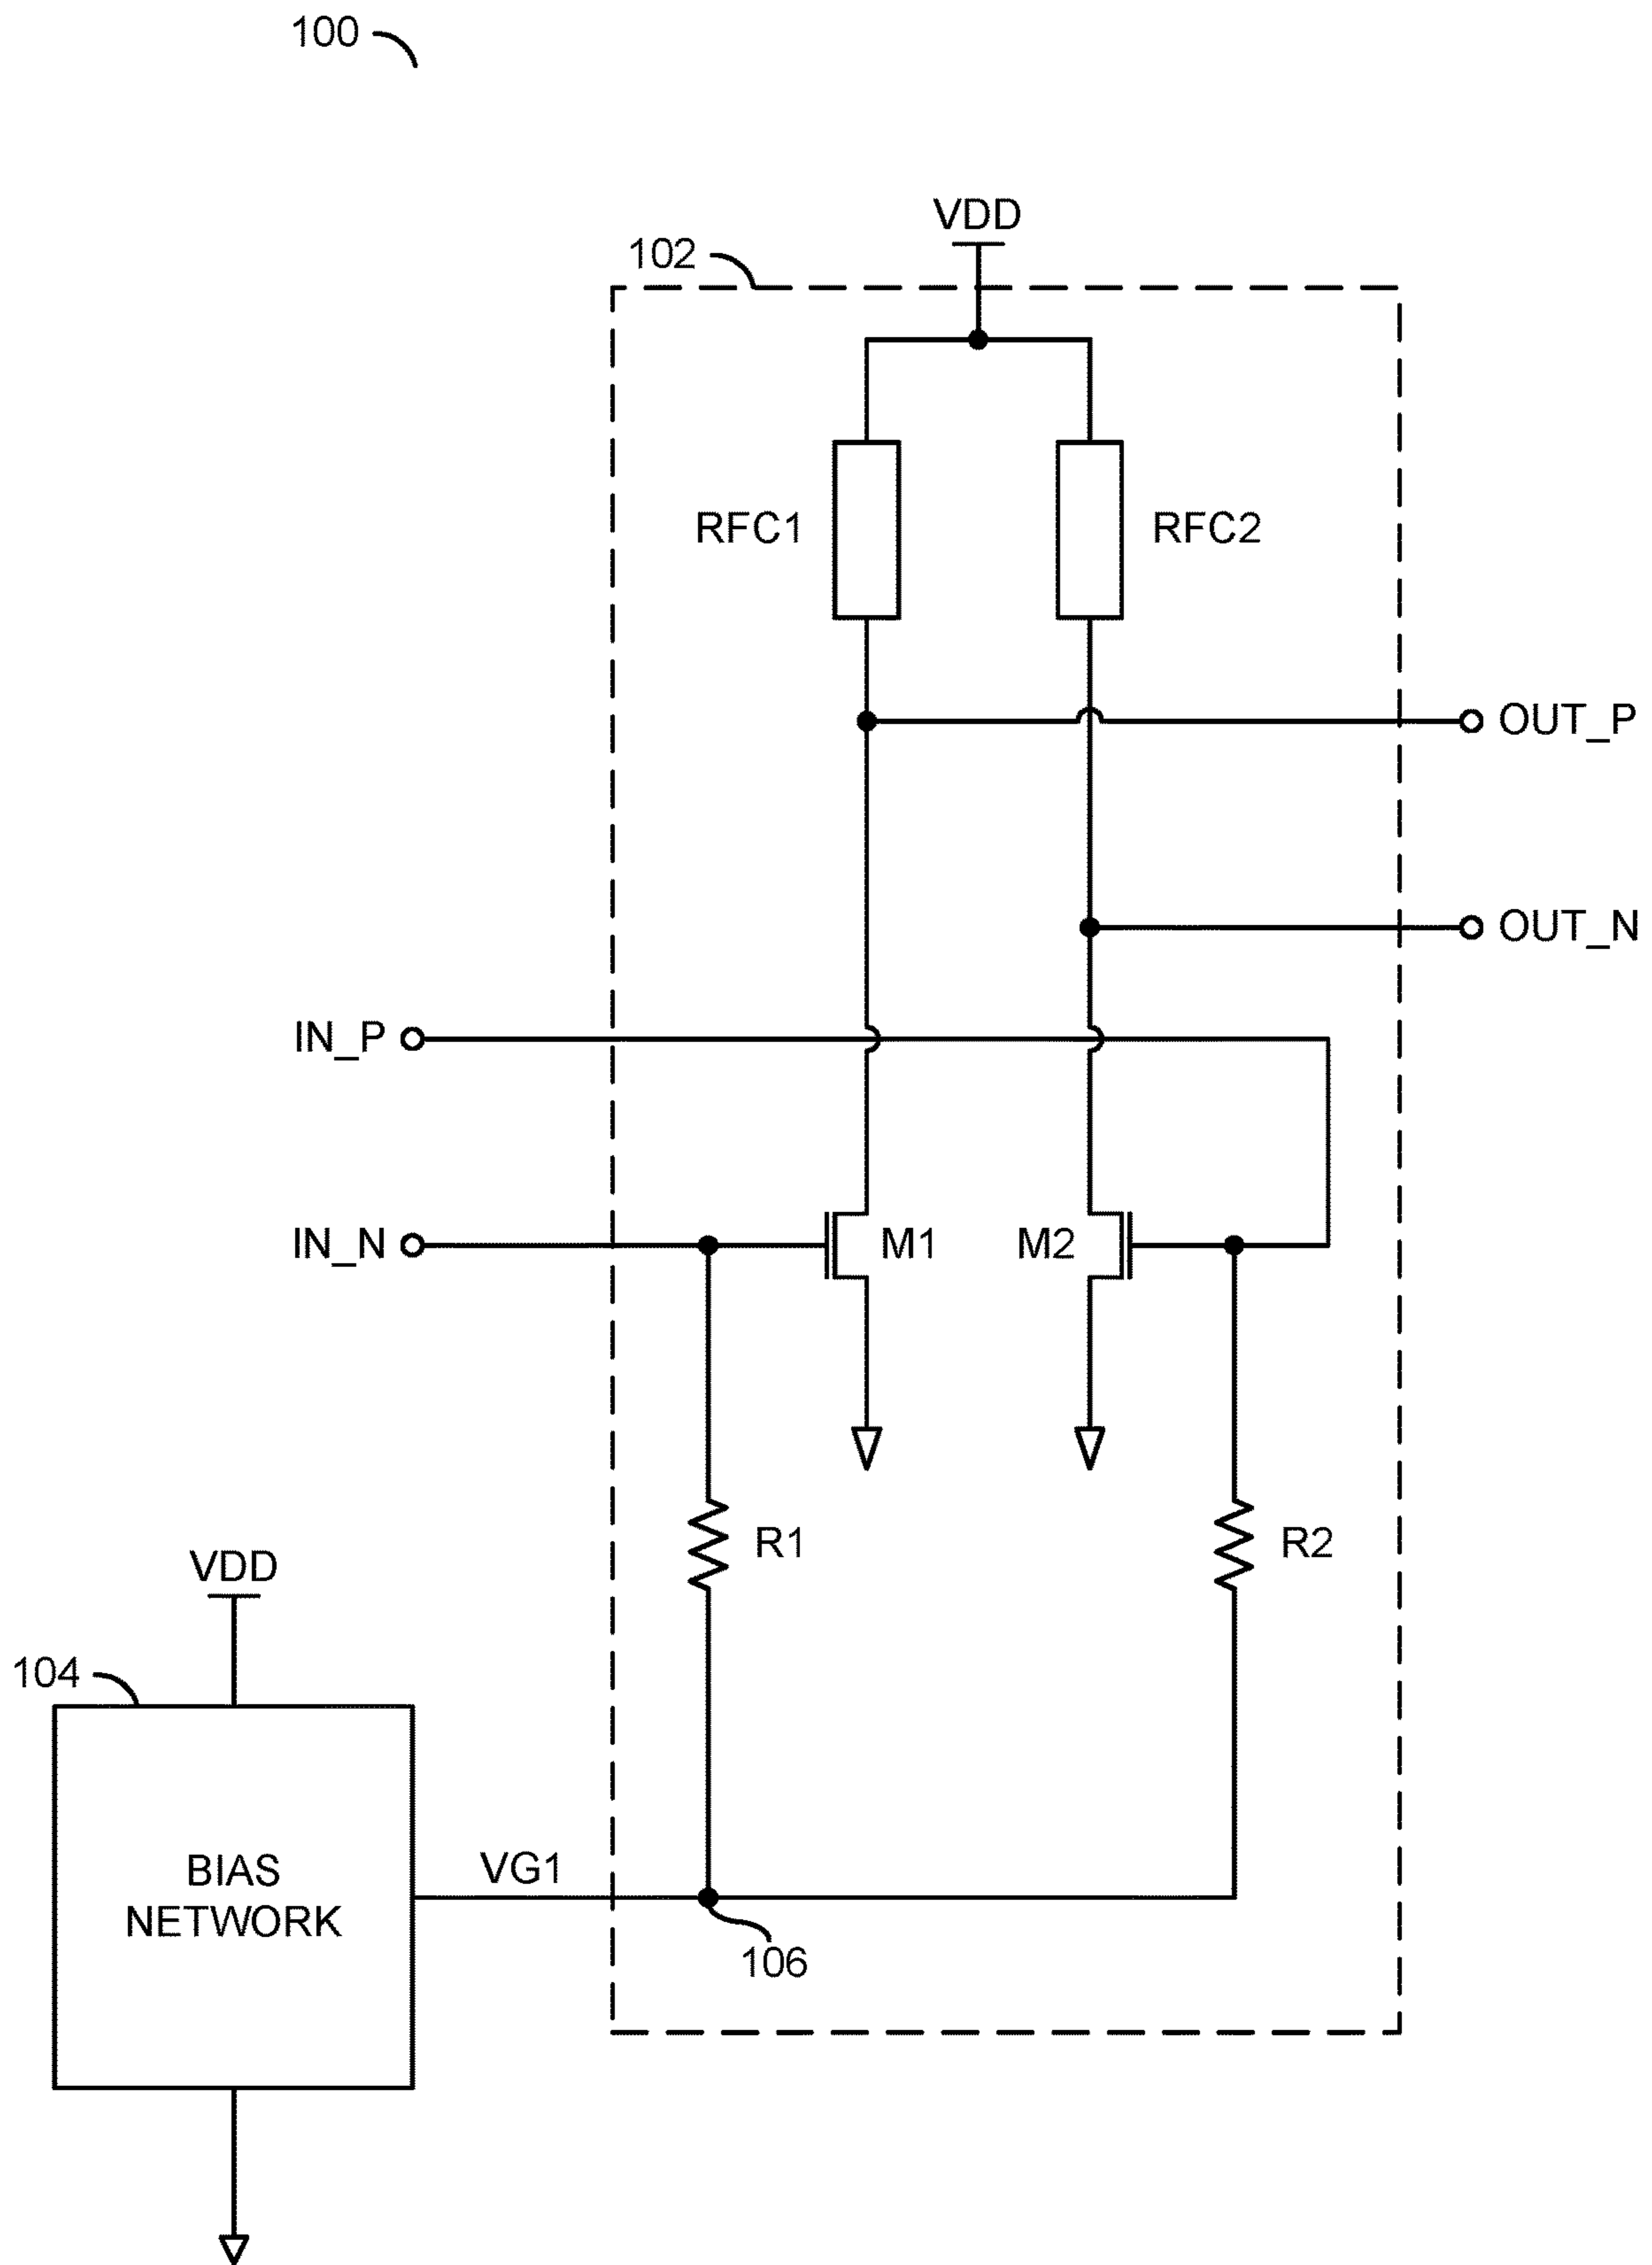 100
VDD
102
RFC1
RFC2
OUT_P
OUT_N
IN_P
IN_N
M1
M2
R1
R2
VDD
104
BIAS
NETWORK
VG1
106